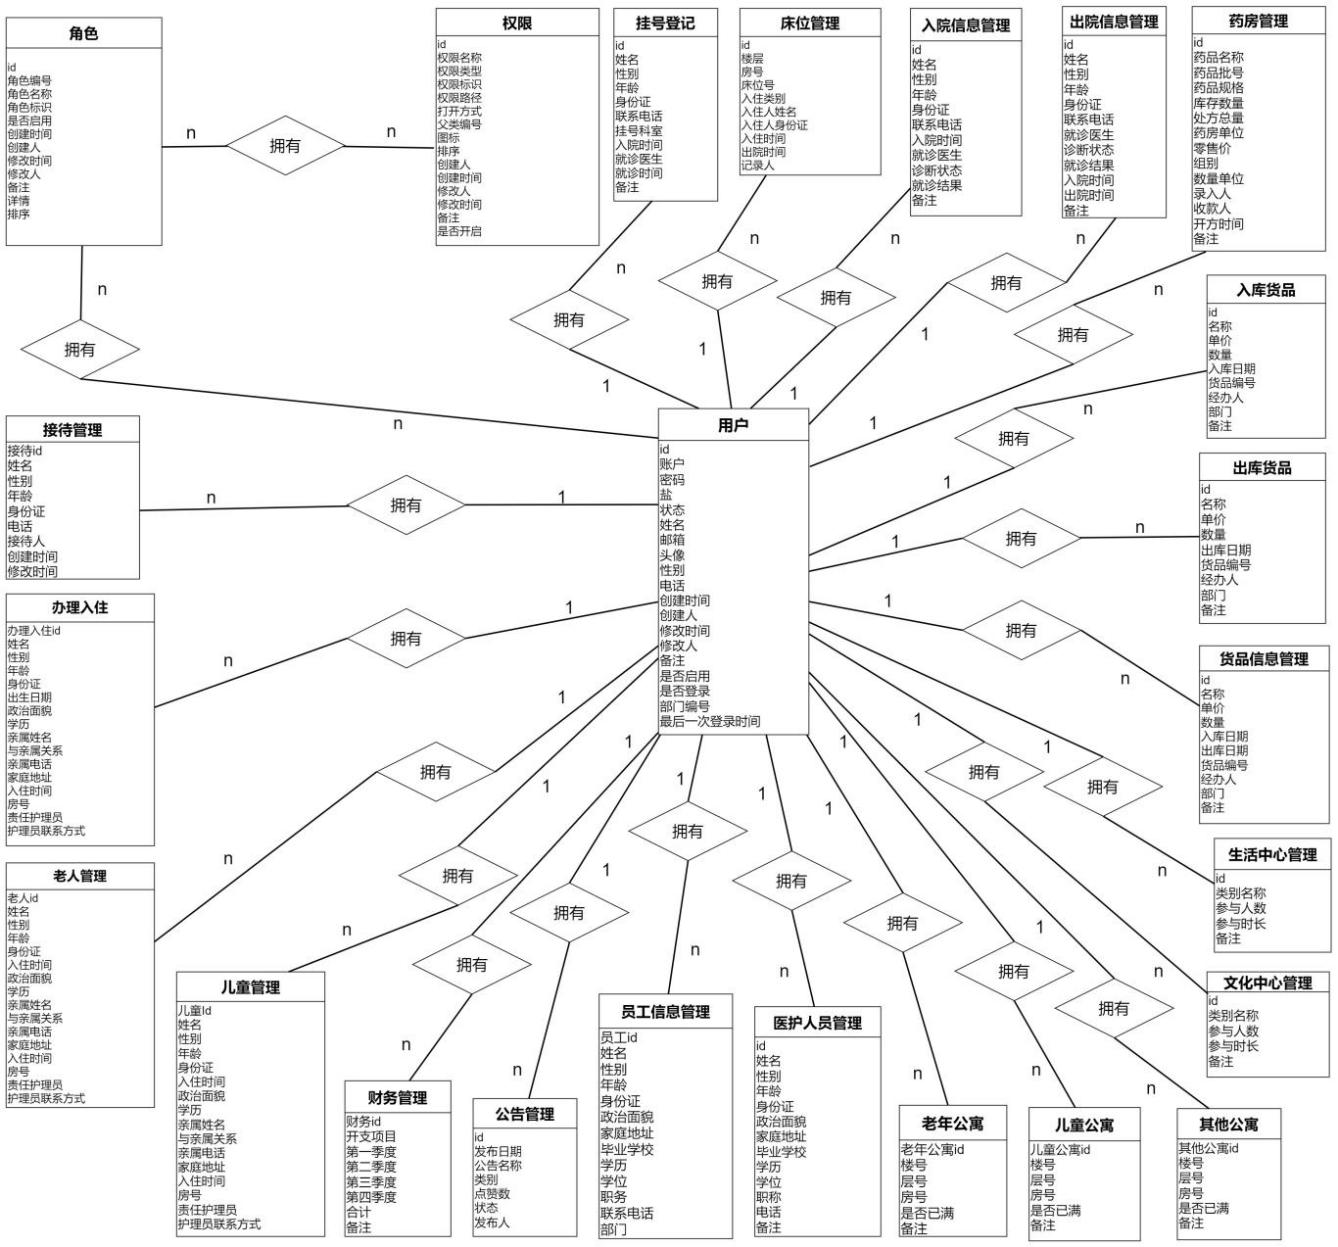 角色
id
角色编号
角色名称
角色标识
是否启用
创建时间
创建人
修改时间
修改人
备注
详情
排序
n
拥有
n
权限
id
权限名称
权限类型
权限标识
权限路径
打开方式
父类编号
图标
排序
创建人
创建时间
修改人
修改时间
备注
是否开启
挂号登记
id
姓名
性别
年龄
身份证
联系电话
挂号科室
入院时间
就诊医生
就诊时间
备注
床位管理
id
楼层
房号
床位号
入住类别
入住人姓名
入住人身份证
入住时间
出院时间
记录人
入院信息管理
id
姓名
性别
年龄
身份证
联系电话
入院时间
就诊医生
诊断状态
就诊结果
备注
出院信息管理
id
姓名
性别
年龄
身份证
联系电话
就诊医生
诊断状态
就诊结果
入院时间
出院时间
备注
药房管理
id
药品名称
药品批号
药品规格
库存数量
处方总量
药房单位
零售价
组别
数量单位
录入人
收款人
开方时间
备注
n
拥有
n
n
拥有
1
n
拥有
1
n
拥有
1
n
拥有
1
n
拥有
1
入库货品
id
名称
单价
数量
入库日期
货品编号
经办人
部门
备注
n
拥有
1
用户
id
账户
密码
盐
状态
姓名
邮箱
头像
性别
电话
创建时间
创建人
修改时间
修改人
备注
是否启用
是否登录
部门编号
最后一次登录时间
接待管理
接待id
姓名
性别
年龄
身份证
电话
接待人
创建时间
修改时间
n
拥有
1
出库货品
id
名称
单价
数量
出库日期
货品编号
经办人
部门
备注
1
拥有
n
办理入住
办理入住id
姓名
性别
年龄
身份证
出生日期
政治面貌
学历
亲属姓名
与亲属关系
亲属电话
家庭地址
入住时间
房号
责任护理员
护理员联系方式
n
拥有
1
1
拥有
n
货品信息管理
id
名称
单价
数量
入库日期
出库日期
货品编号
经办人
部门
备注
老人管理
老人id
姓名
性别
年龄
身份证
入住时间
政治面貌
学历
亲属姓名
与亲属关系
亲属电话
家庭地址
入住时间
房号
责任护理员
护理员联系方式
n
拥有
1
1
拥有
n
儿童管理
儿童Id
姓名
性别
年龄
身份证
入住时间
政治面貌
学历
亲属姓名
与亲属关系
亲属电话
家庭地址
入住时间
房号
责任护理员
护理员联系方式
1
拥有
n
财务管理
财务id
开支项目
第一季度
第二季度
第三季度
第四季度
合计
备注
1
拥有
n
公告管理
id
发布日期
公告名称
类别
点赞数
状态
发布人
1
拥有
n
员工信息管理
员工id
姓名
性别
年龄
身份证
政治面貌
家庭地址
毕业学校
学历
学位
职务
联系电话
部门
1
拥有
n
医护人员管理
id
姓名
性别
年龄
身份证
政治面貌
家庭地址
毕业学校
学历
学位
职称
电话
备注
1
拥有
n
老年公寓
老年公寓id
楼号
层号
房号
是否已满
备注
1
拥有
n
儿童公寓
儿童公寓id
楼号
层号
房号
是否已满
备注
1
拥有
n
其他公寓
其他公寓id
楼号
层号
房号
是否已满
备注
1
拥有
n
生活中心管理
id
类别名称
参与人数
参与时长
备注
1
拥有
n
文化中心管理
id
类别名称
参与人数
参与时长
备注